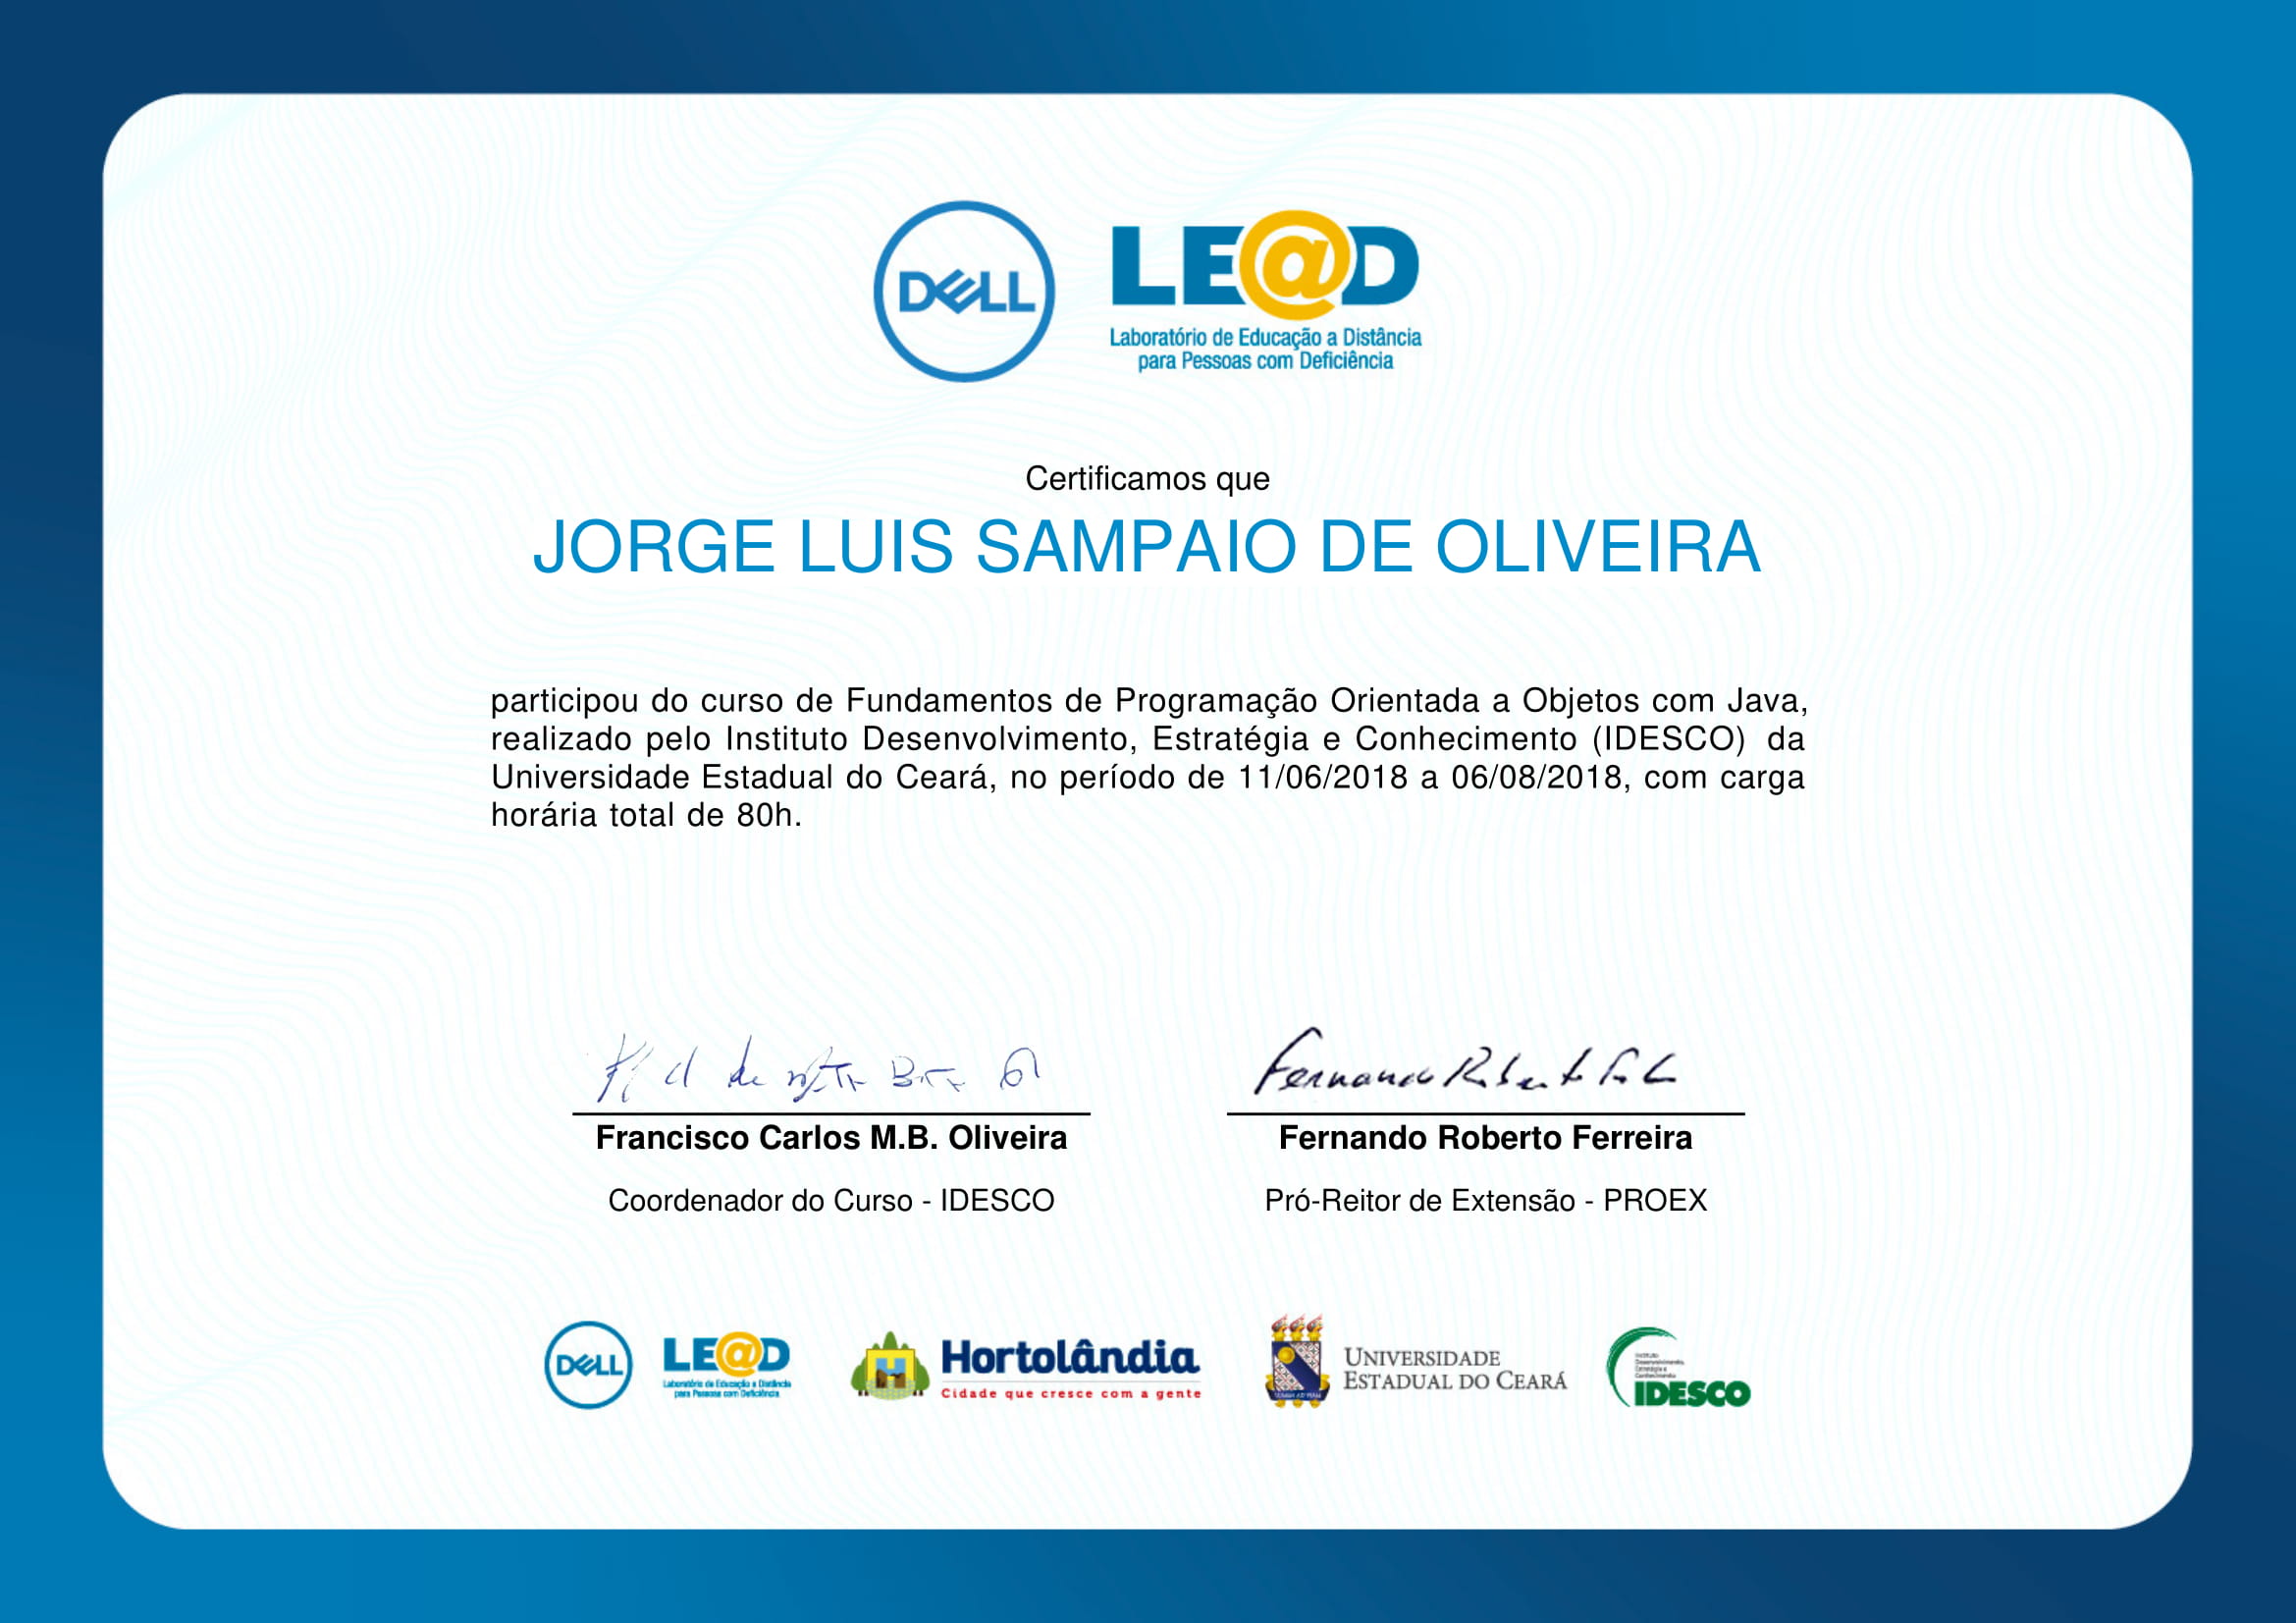 DELL
LE@D
Laboratório de Educação a Distância
para Pessoas com Deficiência
Certificamos que
JORGE LUIS SAMPAIO DE OLIVEIRA
participou do curso de Fundamentos de Programação Orientada a Objetos com Java,
realizado pelo Instituto Desenvolvimento, Estratégia e Conhecimento (IDESCO) da
Universidade Estadual do Ceará, no período de 11/06/2018 a 06/08/2018, com carga
horária total de 80h.
Fernando Roberto
Francisco Carlos M.B. Oliveira
Coordenador do Curso - IDESCO
Fernando Roberto Ferreira
Pró-Reitor de Extensão - PROEX
DELL
LE@D
Laboratório de Educação a Distância
para Pessoas com Deficiência
Hortolândia
Cidade que cresce com a gente
UNIVERSIDADE
ESTADUAL DO CEARÁ
Instituto
Desenvolvimento,
Estratégia e
Conhecimento
IDESCO